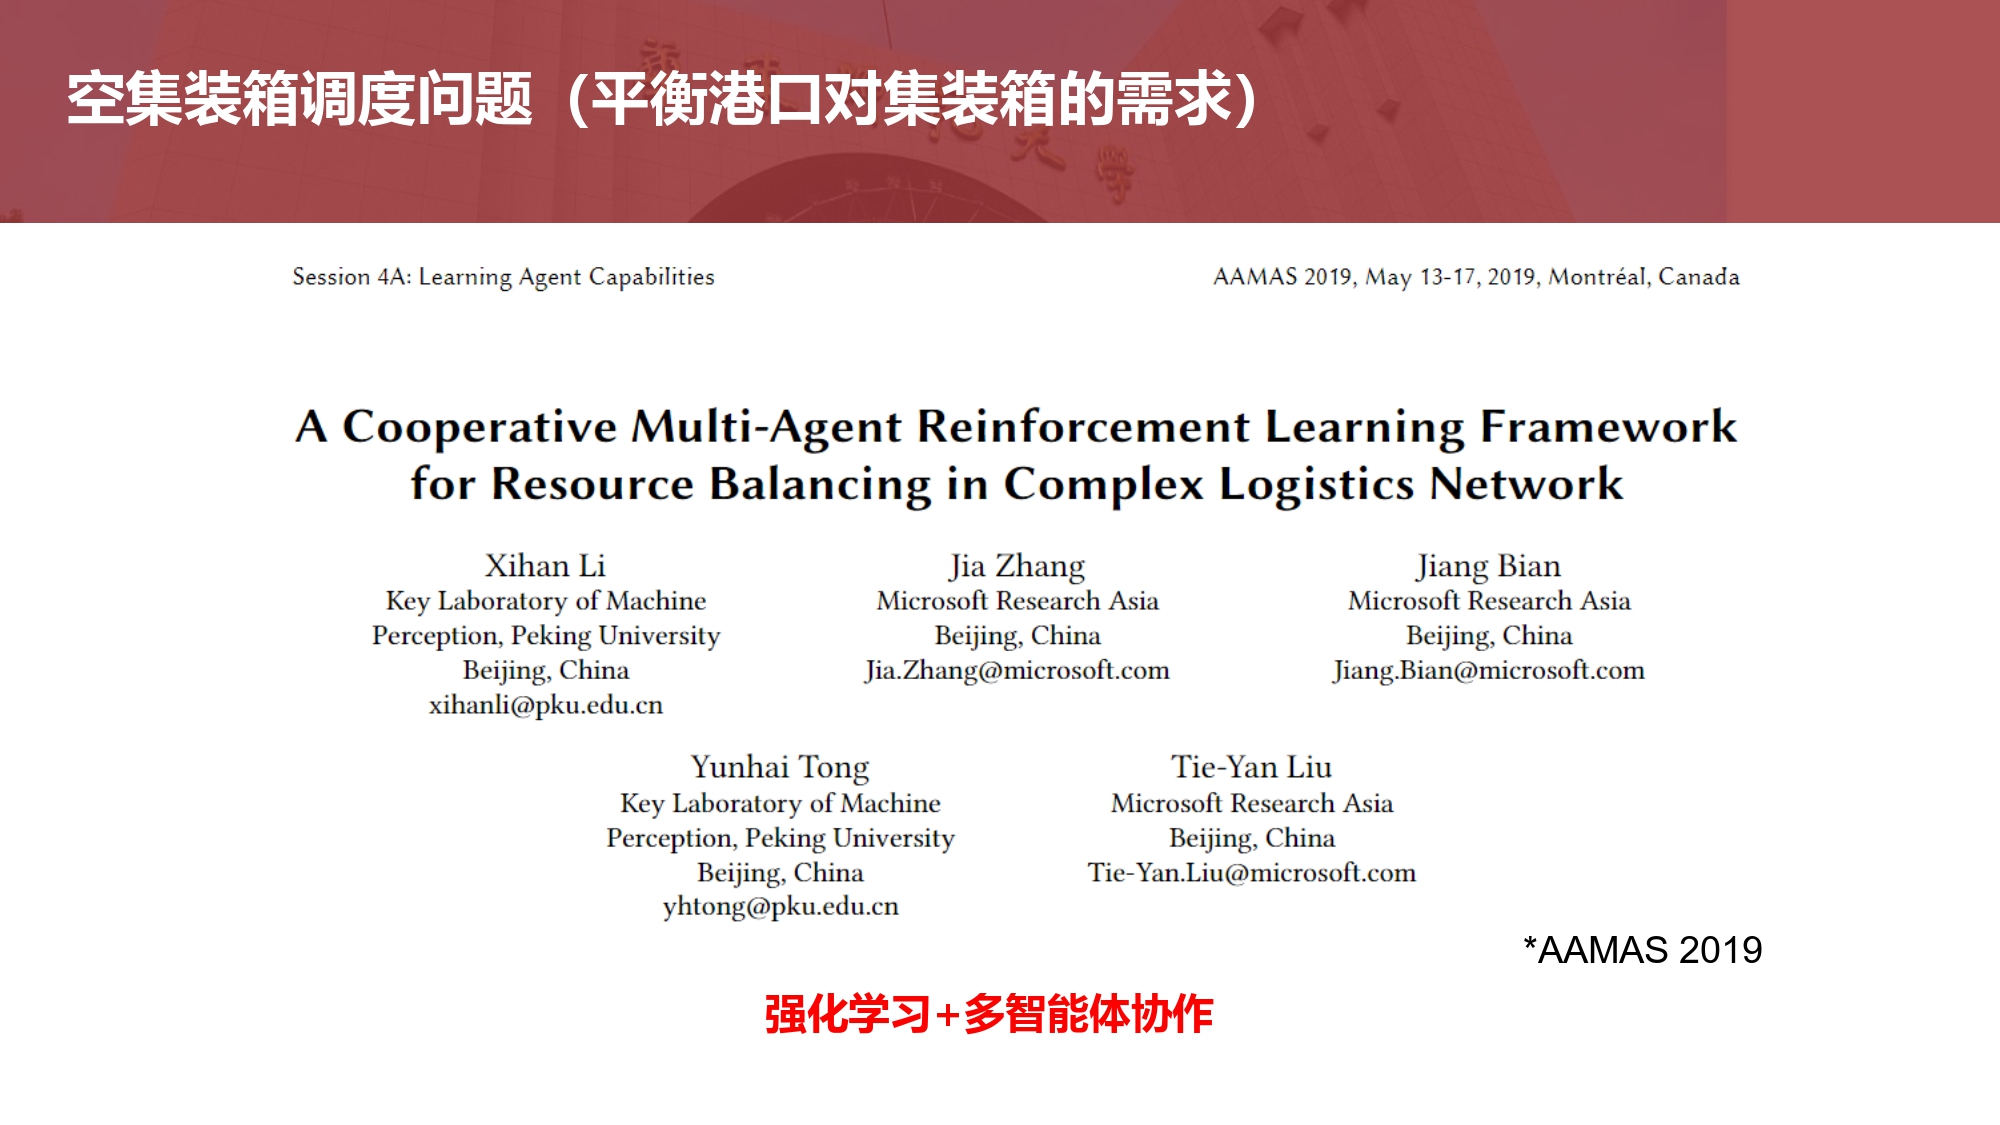 空集装箱调度问题（平衡港口对集装箱的需求）
Session 4A: Learning Agent Capabilities
AAMAS 2019, May 13-17, 2019, Montréal, Canada
A Cooperative Multi-Agent Reinforcement Learning Framework
for Resource Balancing in Complex Logistics Network
Xihan Li
Key Laboratory of Machine
Perception, Peking University
Beijing, China
xihanli@pku.edu.cn
Jia Zhang
Microsoft Research Asia
Beijing, China
Jia.Zhang@microsoft.com
Jiang Bian
Microsoft Research Asia
Beijing, China
Jiang.Bian@microsoft.com
Yunhai Tong
Key Laboratory of Machine
Perception, Peking University
Beijing, China
yhtong@pku.edu.cn
Tie-Yan Liu
Microsoft Research Asia
Beijing, China
Tie-Yan.Liu@microsoft.com
*AAMAS 2019
强化学习+多智能体协作